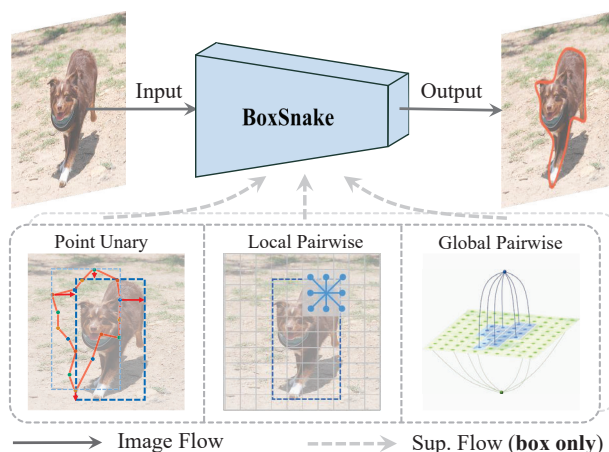 Input
BoxSnake
Output
Point Unary
Local Pairwise
Global Pairwise
Image Flow
Sup. Flow (box only)